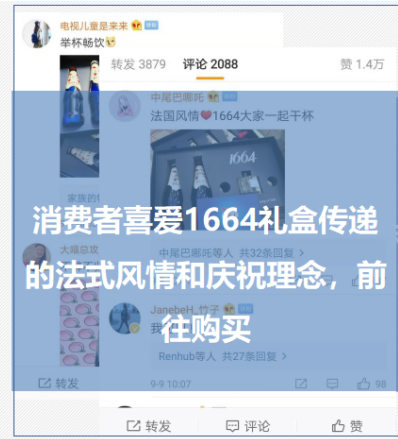 电视儿童是亲亲
举杯畅饮
转发 3879 评论 2088 赞 1.4万
中尾巴嘟吒
法国风情❤1664大家一起干杯
1664
消费者喜爱1664礼盒传递
的法式风情和庆祝理念，前
往购买
中尾巴嘟吒等人 共32条回复 >
JanebeH_竹子
Renhub等人 共27条回复 >
转发
9-9 10:07
98
转发 评论 赞